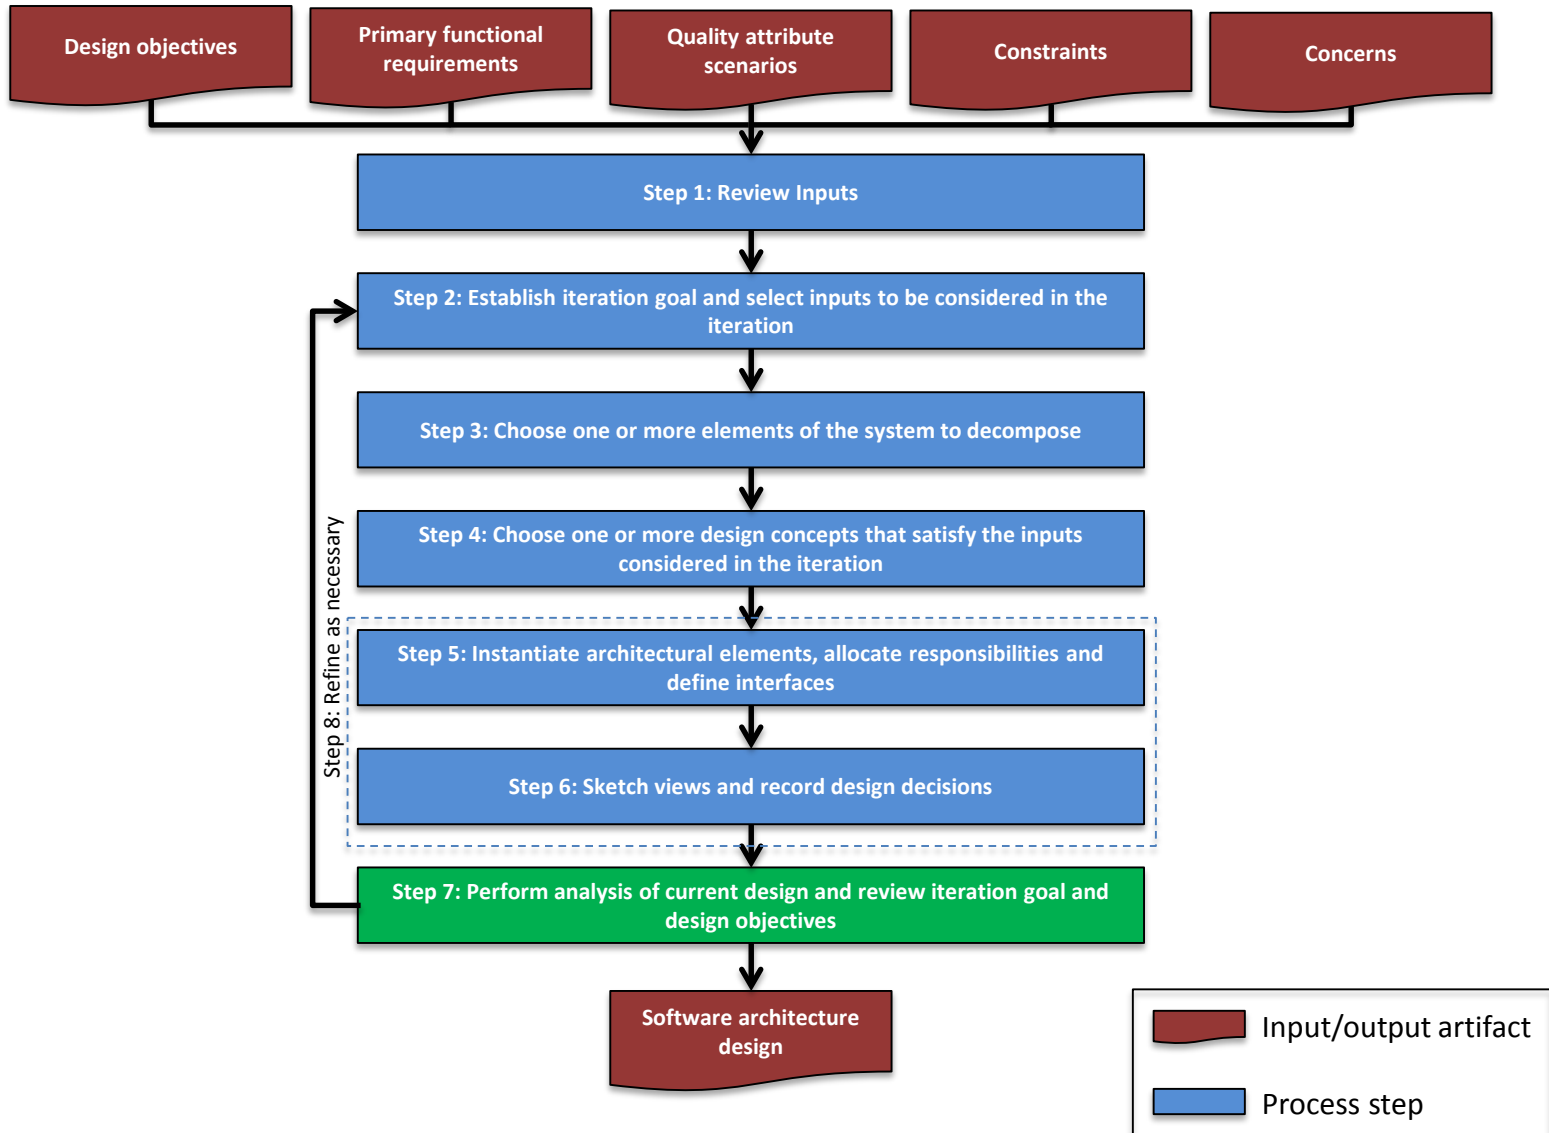 Design objectives
Primary functional
requirements
Quality attribute
scenarios
Constraints
Concerns
Step 1: Review Inputs
Step 2: Establish iteration goal and select inputs to be considered in the
iteration
Step 3: Choose one or more elements of the system to decompose
Step 4: Choose one or more design concepts that satisfy the inputs
considered in the iteration
Step 5: Instantiate architectural elements, allocate responsibilities and
define interfaces
Step 6: Sketch views and record design decisions
Step 7: Perform analysis of current design and review iteration goal and
design objectives
Step 8: Refine as necessary
Software architecture
design
Input/output artifact
Process step